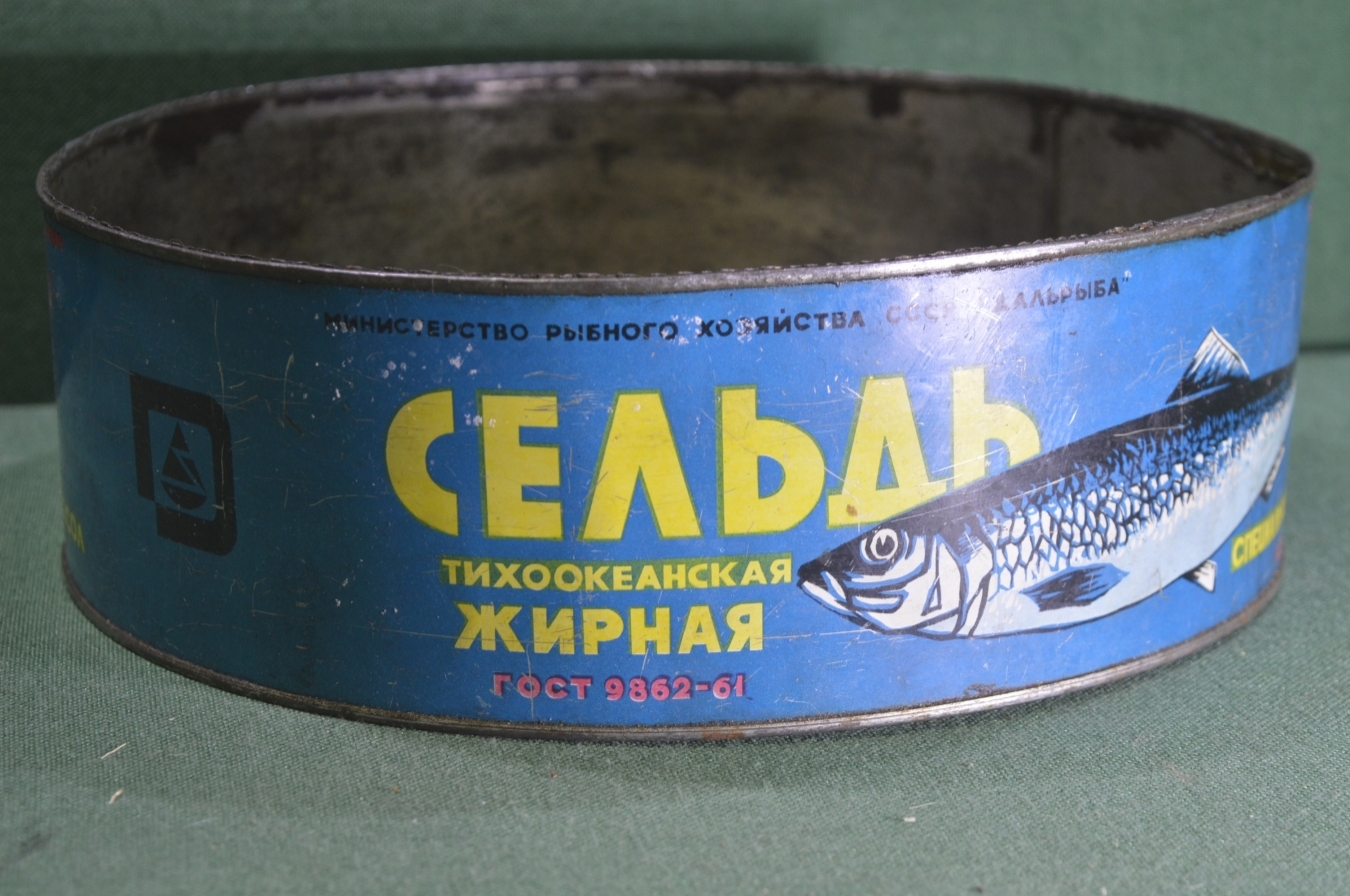 МИНИСТЕРСТВО РЫБНОГО ХОЗЯЙСТВА СССР "ДАЛЬРЫБА"
СЕЛЬДЬ
ТИХООКЕАНСКАЯ
ЖИРНАЯ
ГОСТ 9862-61